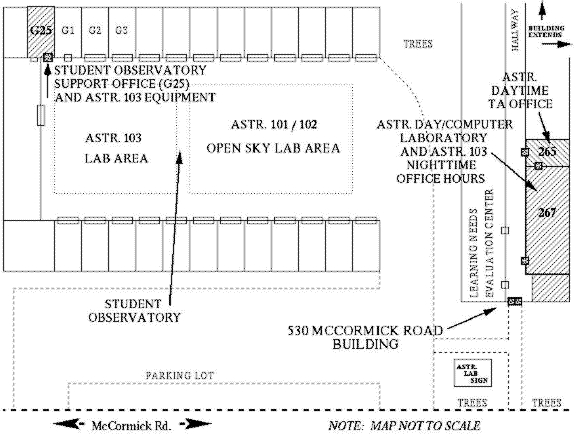 G25
G1
G2
G3
TREES
HALLWAY
BUILDING
EXTENDS
STUDENT OBSERVATORY
SUPPORT OFFICE (G25)
AND ASTR. 103 EQUIPMENT
ASTR.
DAYTIME
TA OFFICE
ASTR. 103
LAB AREA
ASTR. 101 / 102
OPEN SKY LAB AREA
ASTR. DAY/COMPUTER
LABORATORY
AND ASTR. 103
NIGHTTIME
OFFICE HOURS
265
267
LEARNING NEEDS
EVALUATION CENTER
STUDENT
OBSERVATORY
530 MCCORMICK ROAD
BUILDING
PARKING LOT
ASTR.
LAB
SIGN
TREES
TREES
McCormick Rd.
NOTE: MAP NOT TO SCALE